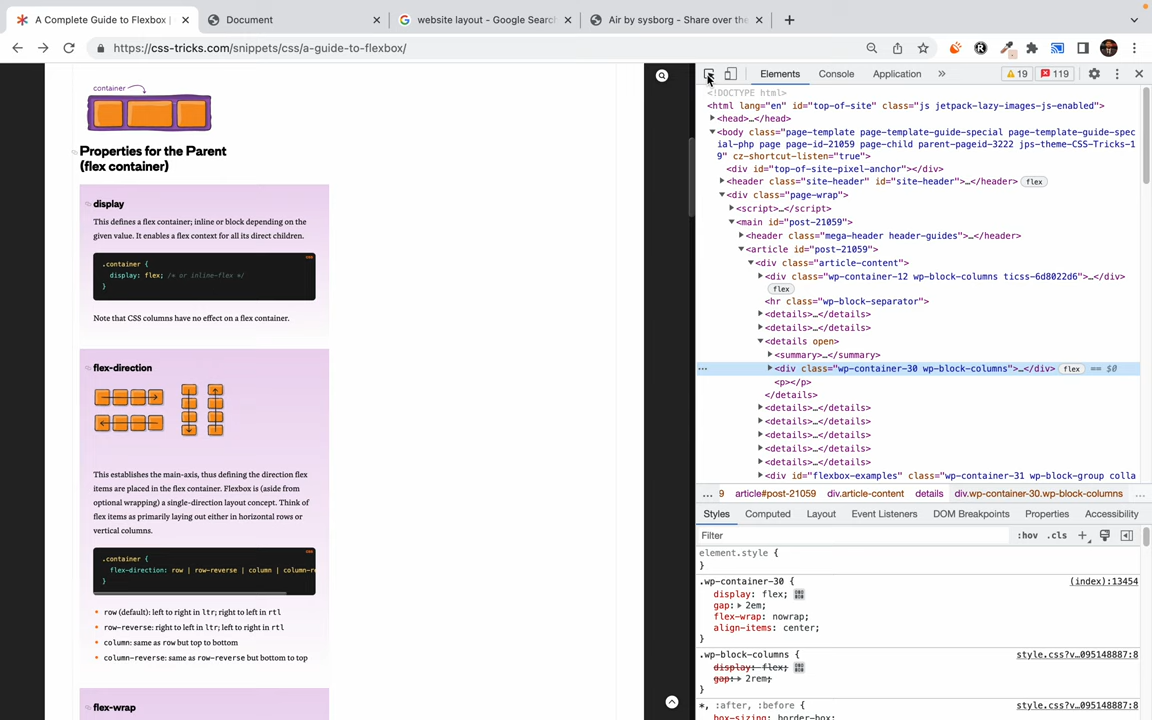 A Complete Guide to Flexbox |
Document
website layout - Google Searc
Air by sysborg - Share over the
https://css-tricks.com/snippets/css/a-guide-to-flexbox/
container
Properties for the Parent
(flex container)
display
This defines a flex container; inline or block depending on the
given value. It enables a flex context for all its direct children.
.container {
display: flex; /* or inline-flex */
}
Note that CSS columns have no effect on a flex container.
flex-direction
This establishes the main-axis, thus defining the direction flex
items are placed in the flex container. Flexbox is (aside from
optional wrapping) a single-direction layout concept. Think of
flex items as primarily laying out either in horizontal rows or
vertical columns.
.container {
flex-direction: row | row-reverse | column | column-re
}
row (default): left to right in ltr; right to left in rtl
row-reverse: right to left in ltr; left to right in rtl
column: same as row but top to bottom
column-reverse: same as row-reverse but bottom to top
flex-wrap
Elements Console Application » 19 119
<!DOCTYPE html>
<html lang="en" id="top-of-site" class="js jetpack-lazy-images-js-enabled">
<head>…</head>
<body class="page-template page-template-guide-special page-template-guide-spec
ial-php page page-id-21059 page-child parent-pageid-3222 jps-theme-CSS-Tricks-1
9" cz-shortcut-listen="true">
<div id="top-of-site-pixel-anchor"></div>
<header class="site-header" id="site-header">…</header> flex
<div class="page-wrap">
<script>…</script>
<main id="post-21059">
<header class="mega-header header-guides">…</header>
<article id="post-21059">
<div class="article-content">
<div class="wp-container-12 wp-block-columns ticss-6d8022d6">…</div>
flex
<hr class="wp-block-separator">
<details>…</details>
<details>…</details>
<details open>
<summary>…</summary>
… <div class="wp-container-30 wp-block-columns">…</div> flex == $0
<p></p>
</details>
<details>…</details>
<details>…</details>
<details>…</details>
<details>…</details>
<details>…</details>
<div id="flexbox-examples" class="wp-container-31 wp-block-group colla
… 9 article#post-21059 div.article-content details div.wp-container-30.wp-block-columns …
Styles Computed Layout Event Listeners DOM Breakpoints Properties Accessibility
Filter :hov .cls +
element.style {
}
.wp-container-30 { (index):13454
display: flex;
gap: 2em;
flex-wrap: nowrap;
align-items: center;
}
.wp-block-columns { style.css?v…095148887:8
display: flex;
gap: 2rem;
}
*, :after, :before { style.css?v…095148887:8
box-sizing: border-box;